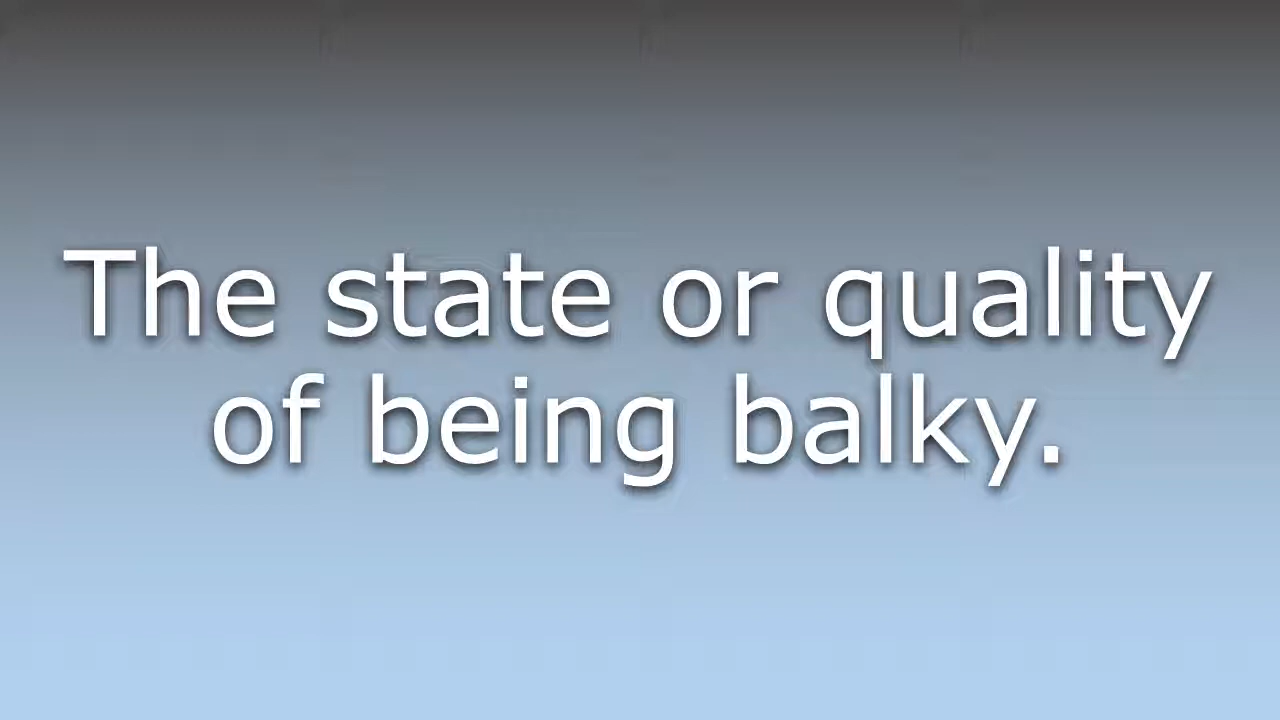 The state or quality
of being balky.